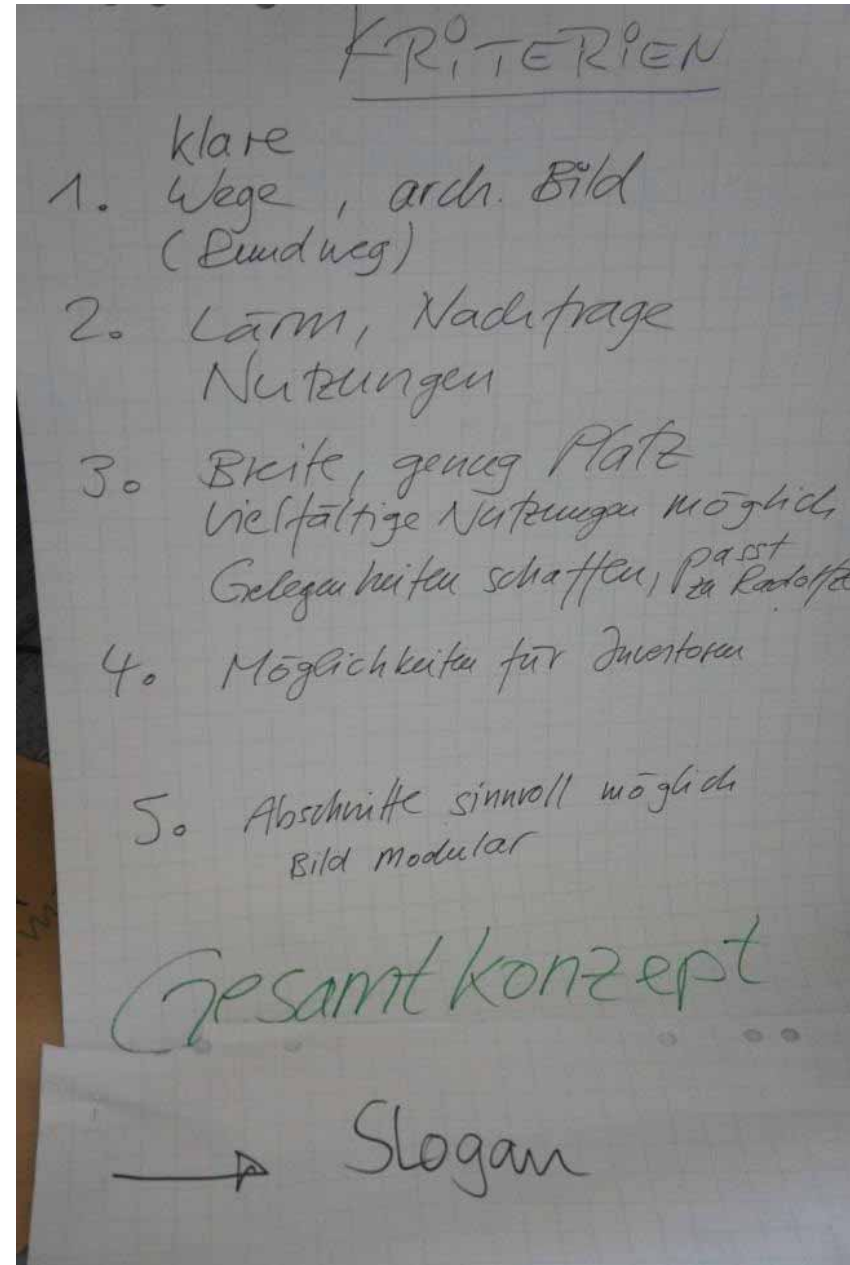 KRITERIEN
klare
1. Wege, arch. Bild
(Rundweg)
2. Lärm, Nachfrage
Nutzungen
3. Breite, genug Platz
vielfältige Nutzungen möglich
Gelegenheiten schaffen, passt
zu Radolfze
4. Möglichkeiten für Investoren
5. Abschnitte sinnvoll möglich
Bild Modular
Gesamtkonzept
→ Slogan